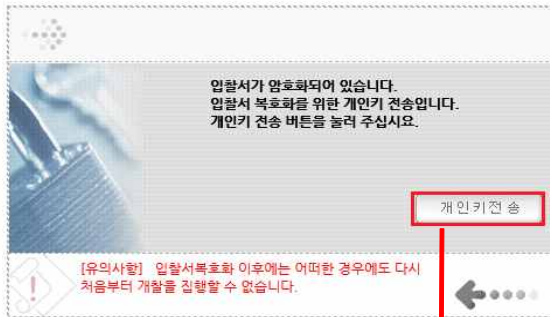 입찰서가 암호화되어 있습니다.
입찰서 복호화를 위한 개인키 전송입니다.
개인키 전송 버튼을 눌러 주십시요.
개인키전송
[유의사항] 입찰서복호화 이후에는 어떠한 경우에도 다시
처음부터 개찰를 집행할 수 없습니다.